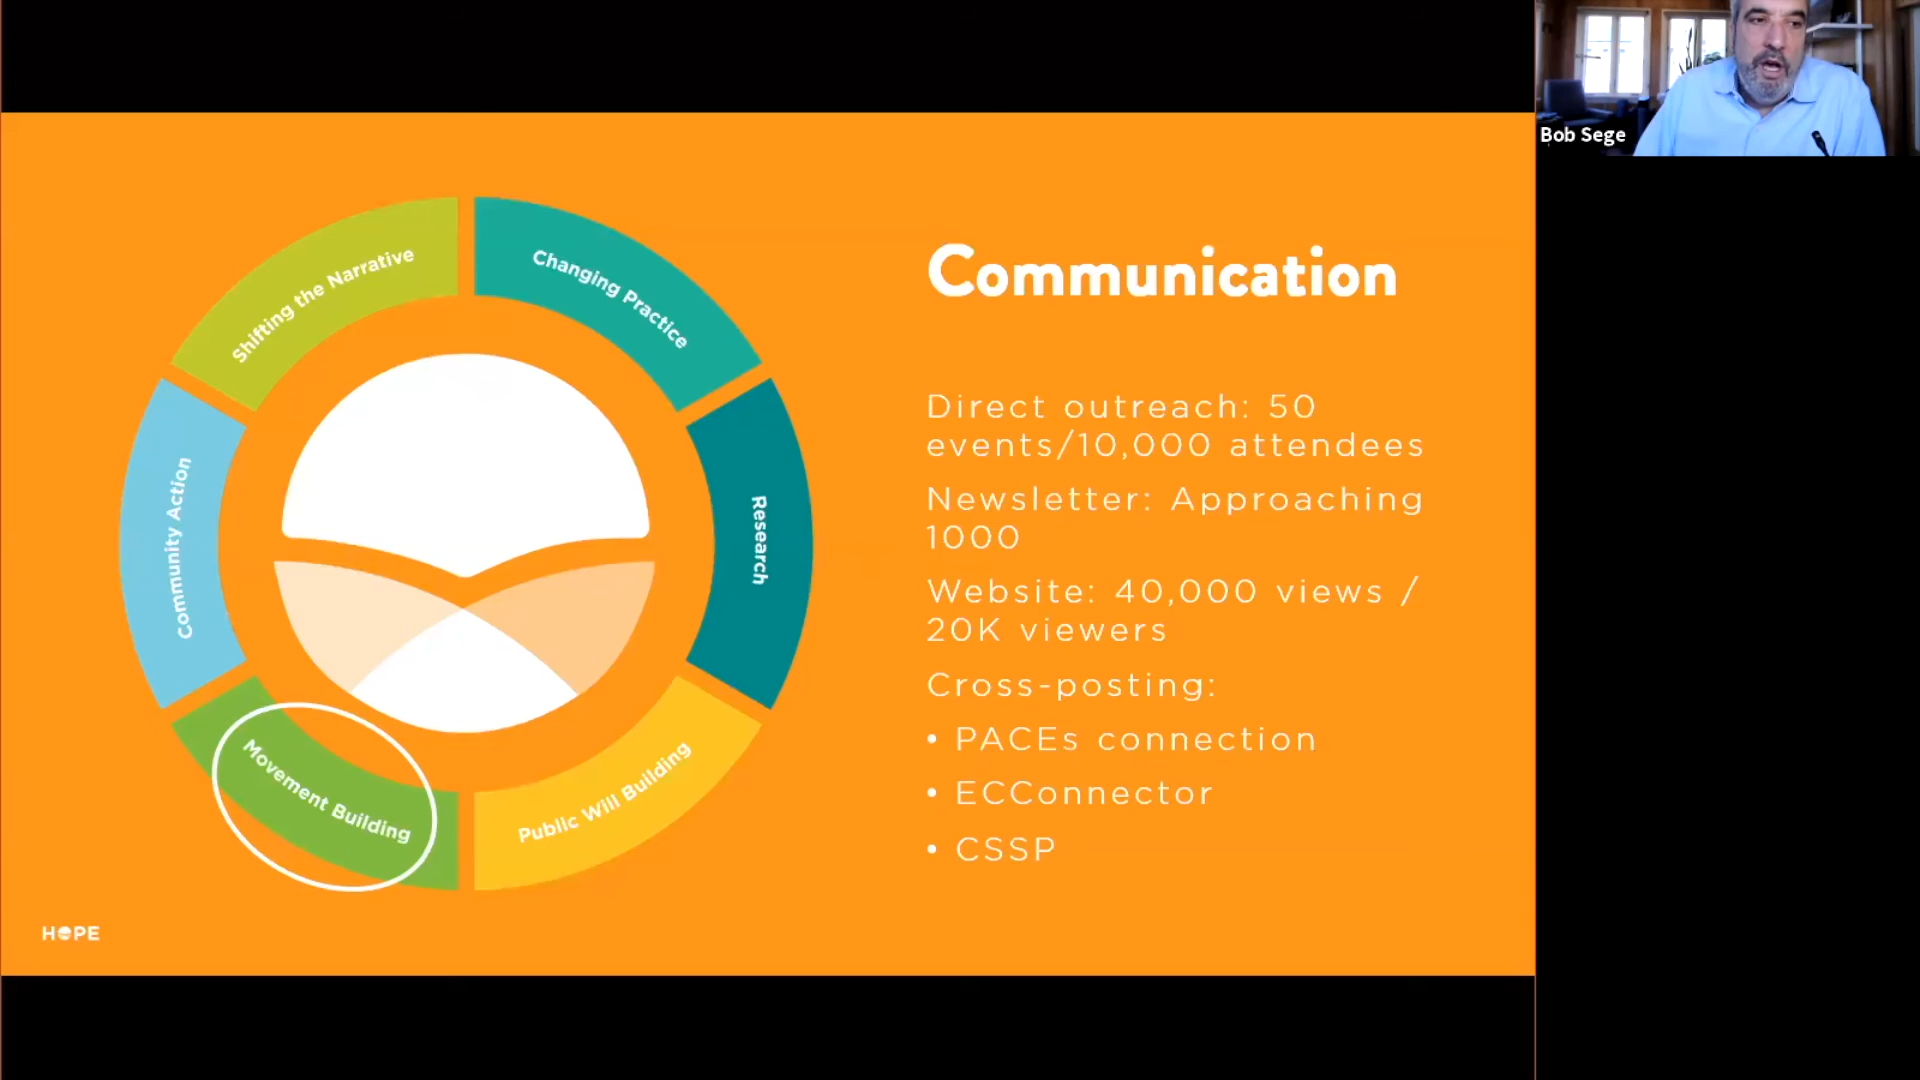 Bob Sege
Shifting the Narrative
Changing Practice
Research
Public Will Building
Movement Building
Community Action
Communication
Direct outreach: 50
events/10,000 attendees
Newsletter: Approaching
1000
Website: 40,000 views /
20K viewers
Cross-posting:
• PACEs connection
• ECConnector
• CSSP
HOPE